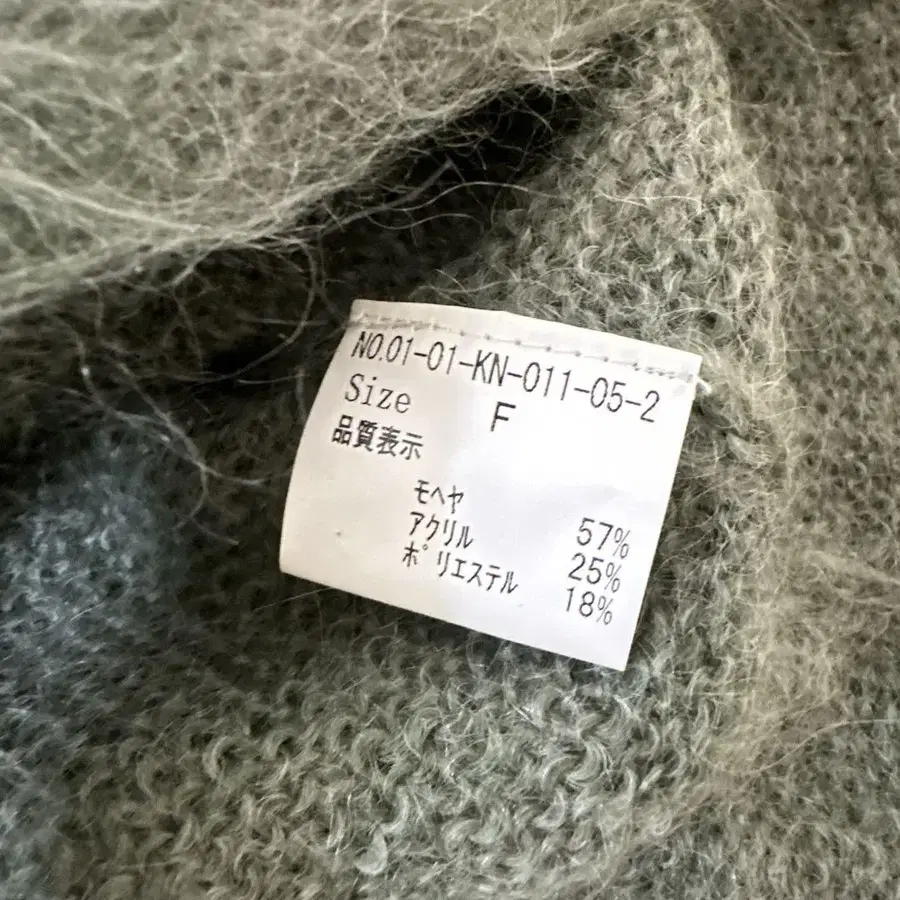 NO.01-01-KN-011-05-2
Size F
品質表示
モヘヤ 57%
アクリル 25%
ポリエステル 18%